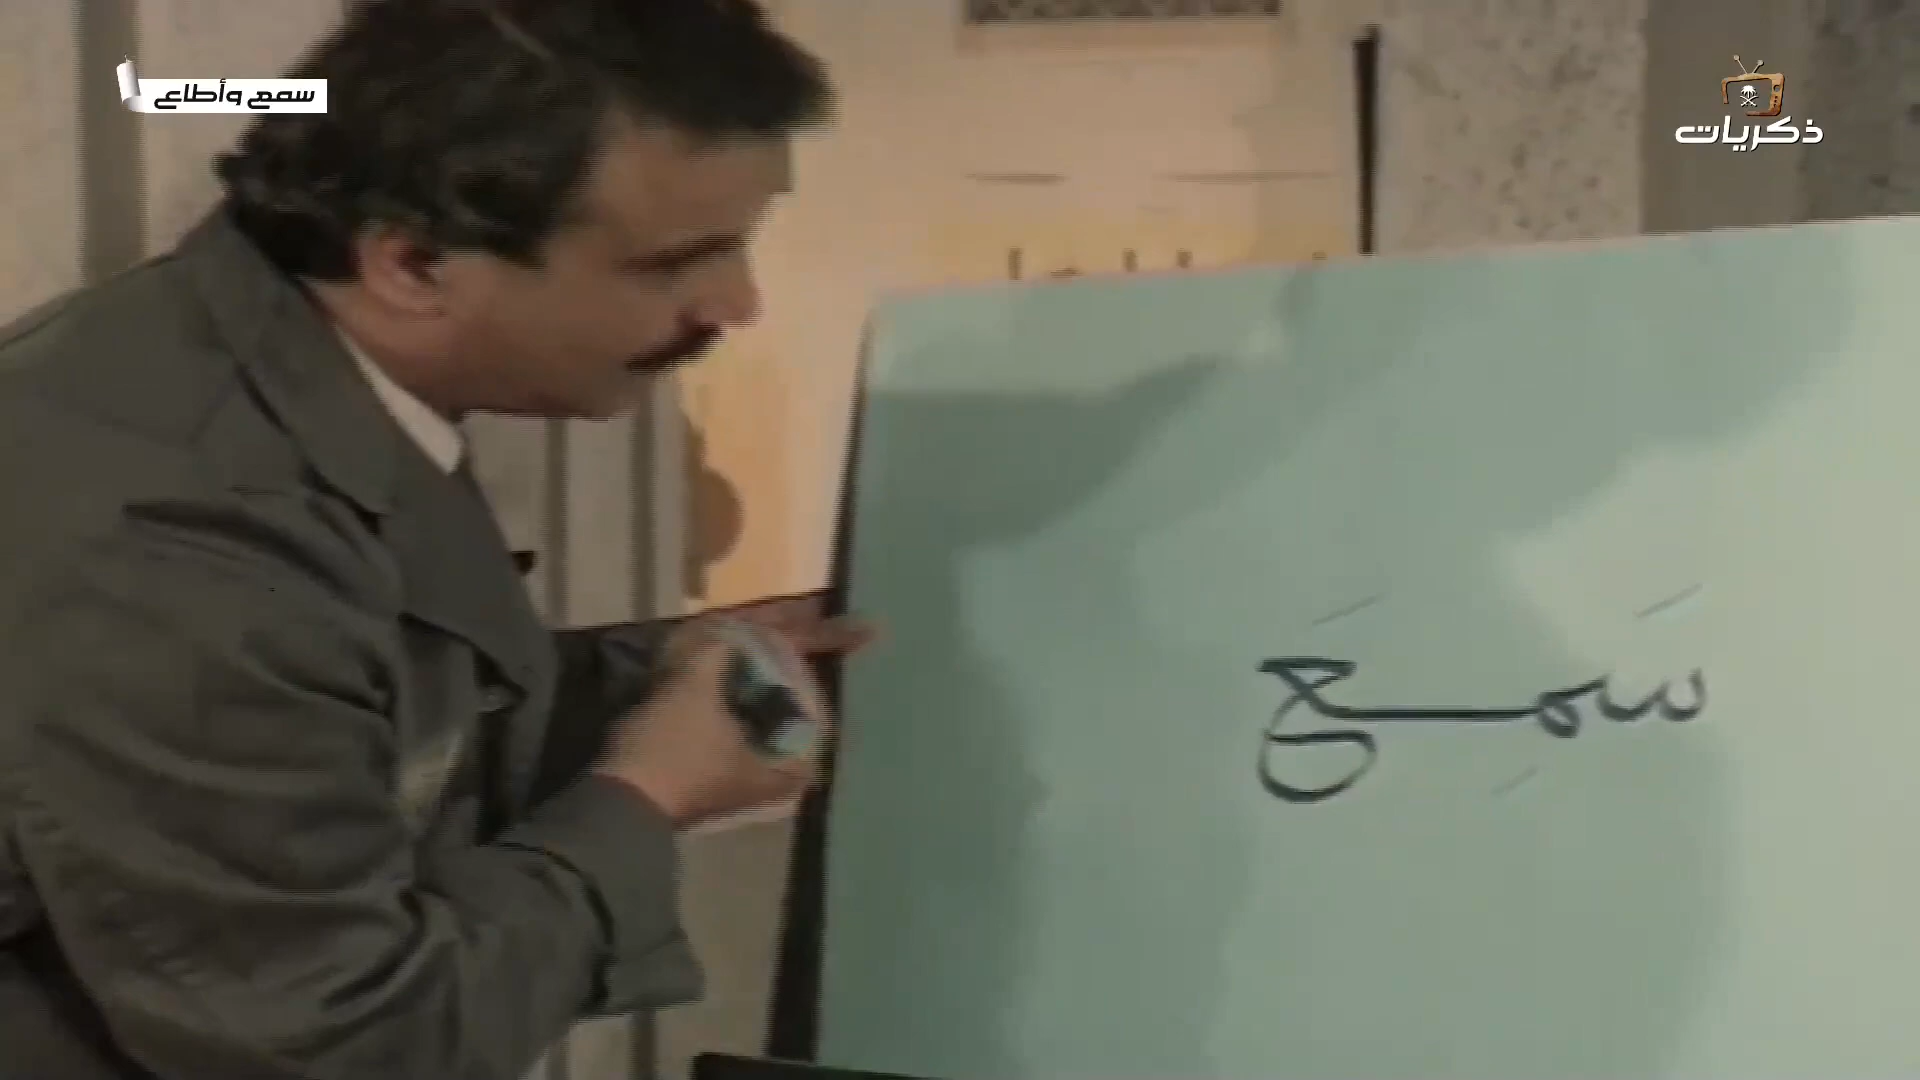 سمع وأطاع
ذكريات
سَمِعَ